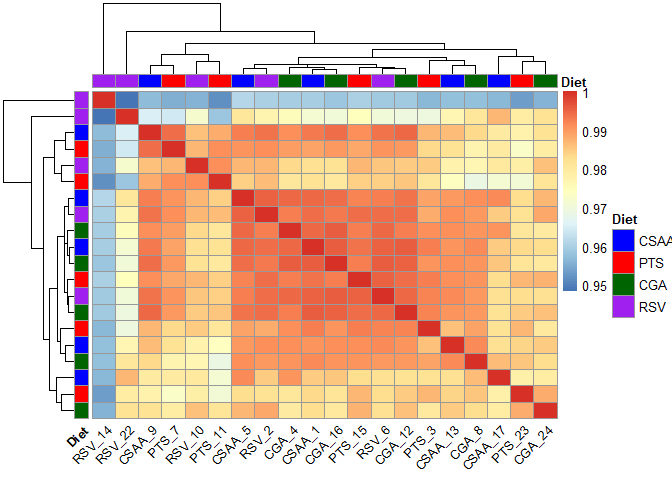 Diet
1
0.99
0.98
0.97
0.96
0.95
Diet
CSAA
PTS
CGA
RSV
Diet
RSV_14
RSV_22
CSAA_9
PTS_7
RSV_10
PTS_11
CSAA_5
RSV_2
CGA_4
CSAA_1
CGA_16
PTS_15
RSV_6
CGA_12
PTS_3
CSAA_13
CGA_8
CSAA_17
PTS_23
CGA_24